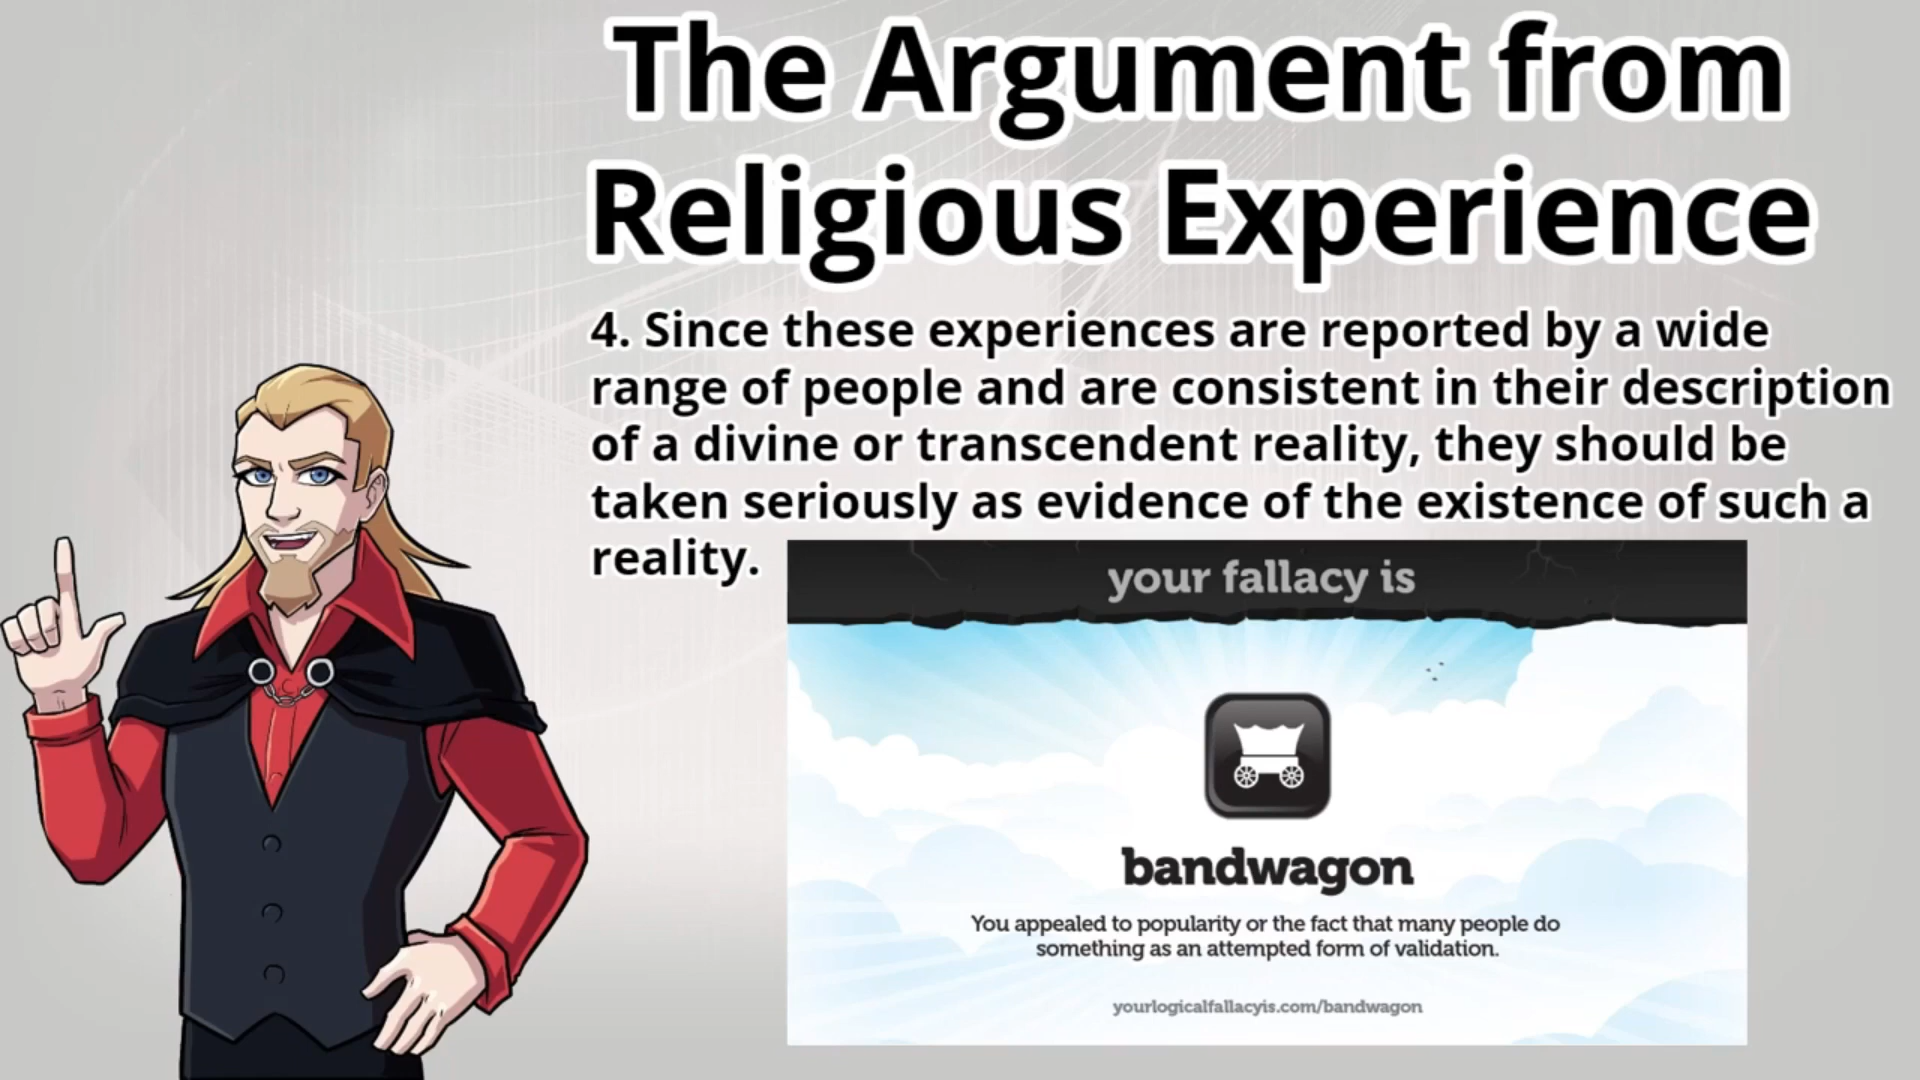 The Argument from
Religious Experience
4. Since these experiences are reported by a wide
range of people and are consistent in their description
of a divine or transcendent reality, they should be
taken seriously as evidence of the existence of such a
reality.
your fallacy is
bandwagon
You appealed to popularity or the fact that many people do
something as an attempted form of validation.
yourlogicalfallacyis.com/bandwagon